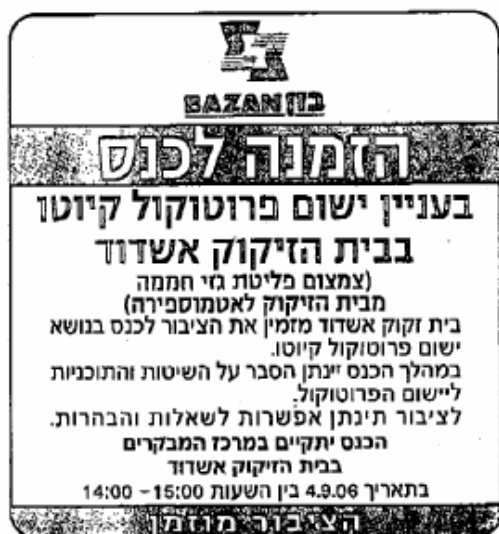 BAZAN בזן
הזמנה לכנס
בעניין ישום פרוטוקול קיוטו
בבית הזיקוק אשדוד
(צמצום פליטת גזי חממה
מבית הזיקוק לאטמוספירה)
בית זקוק אשדוד מזמין את הציבור לכנס בנושא
ישום פרוטוקול קיוטו.
במהלך הכנס יינתן הסבר על השיטות והתוכניות
ליישום הפרוטוקול.
לציבור תינתן אפשרות לשאלות והבהרות.
הכנס יתקיים במרכז המבקרים
בבית הזיקוק אשדוד
בתאריך 4.9.06 בין השעות 15:00 - 14:00
הציבור מוזמן